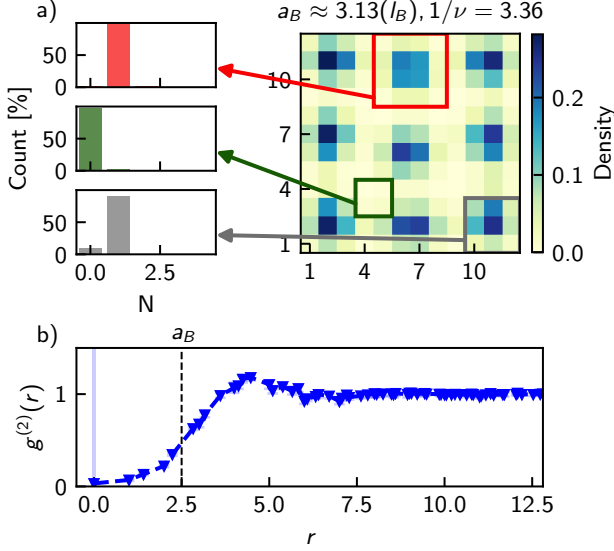 a)
a_B ≈ 3.13(l_B), 1/ν = 3.36
Count [%]
50
0
50
0
50
0
0.0 2.5
N
10
7
4
1
1 4 7 10
0.2
0.1
0.0
Density
b)
a_B
g^{(2)}(r)
1
0
0.0 2.5 5.0 7.5 10.0 12.5
r